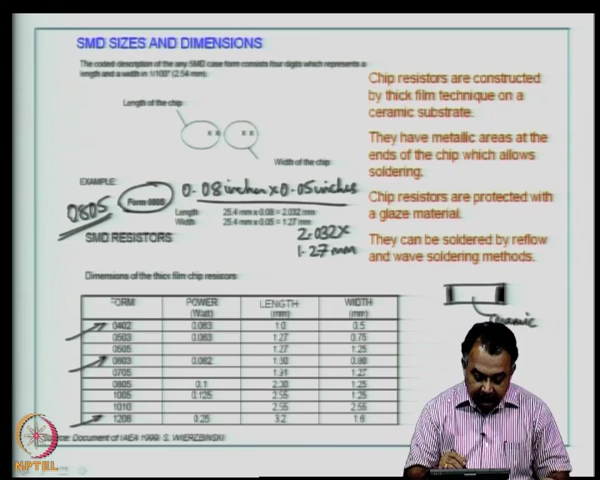 SMD SIZES AND DIMENSIONS
The coded description of the any SMD case form consists four digits which represents a
length and a width in 1/100" (2.54 mm).
Length of the chip
x x x x
Width of the chip
EXAMPLE:
0805
Form 0805
0.08 inches x 0.05 inches
Length: 25.4 mm x 0.08 = 2.032 mm
Width: 25.4 mm x 0.05 = 1.27 mm
2.032 x
1.27 mm
SMD RESISTORS
Dimensions of the thick film chip resistors
FORM POWER (Watt) LENGTH (mm) WIDTH (mm)
0402 0.063 1.0 0.5
0503 0.063 1.27 0.75
0505 1.27 1.25
0603 0.062 1.60 0.80
0705 1.91 1.27
0805 0.1 2.00 1.25
1005 0.125 2.55 1.25
1010 2.55 2.55
1206 0.25 3.2 1.6
Source: Document of IAEA 1999; S. WIERZBINSKI
Chip resistors are constructed
by thick film technique on a
ceramic substrate.
They have metallic areas at the
ends of the chip which allows
soldering.
Chip resistors are protected with
a glaze material.
They can be soldered by reflow
and wave soldering methods.
ceramic
NPTEL